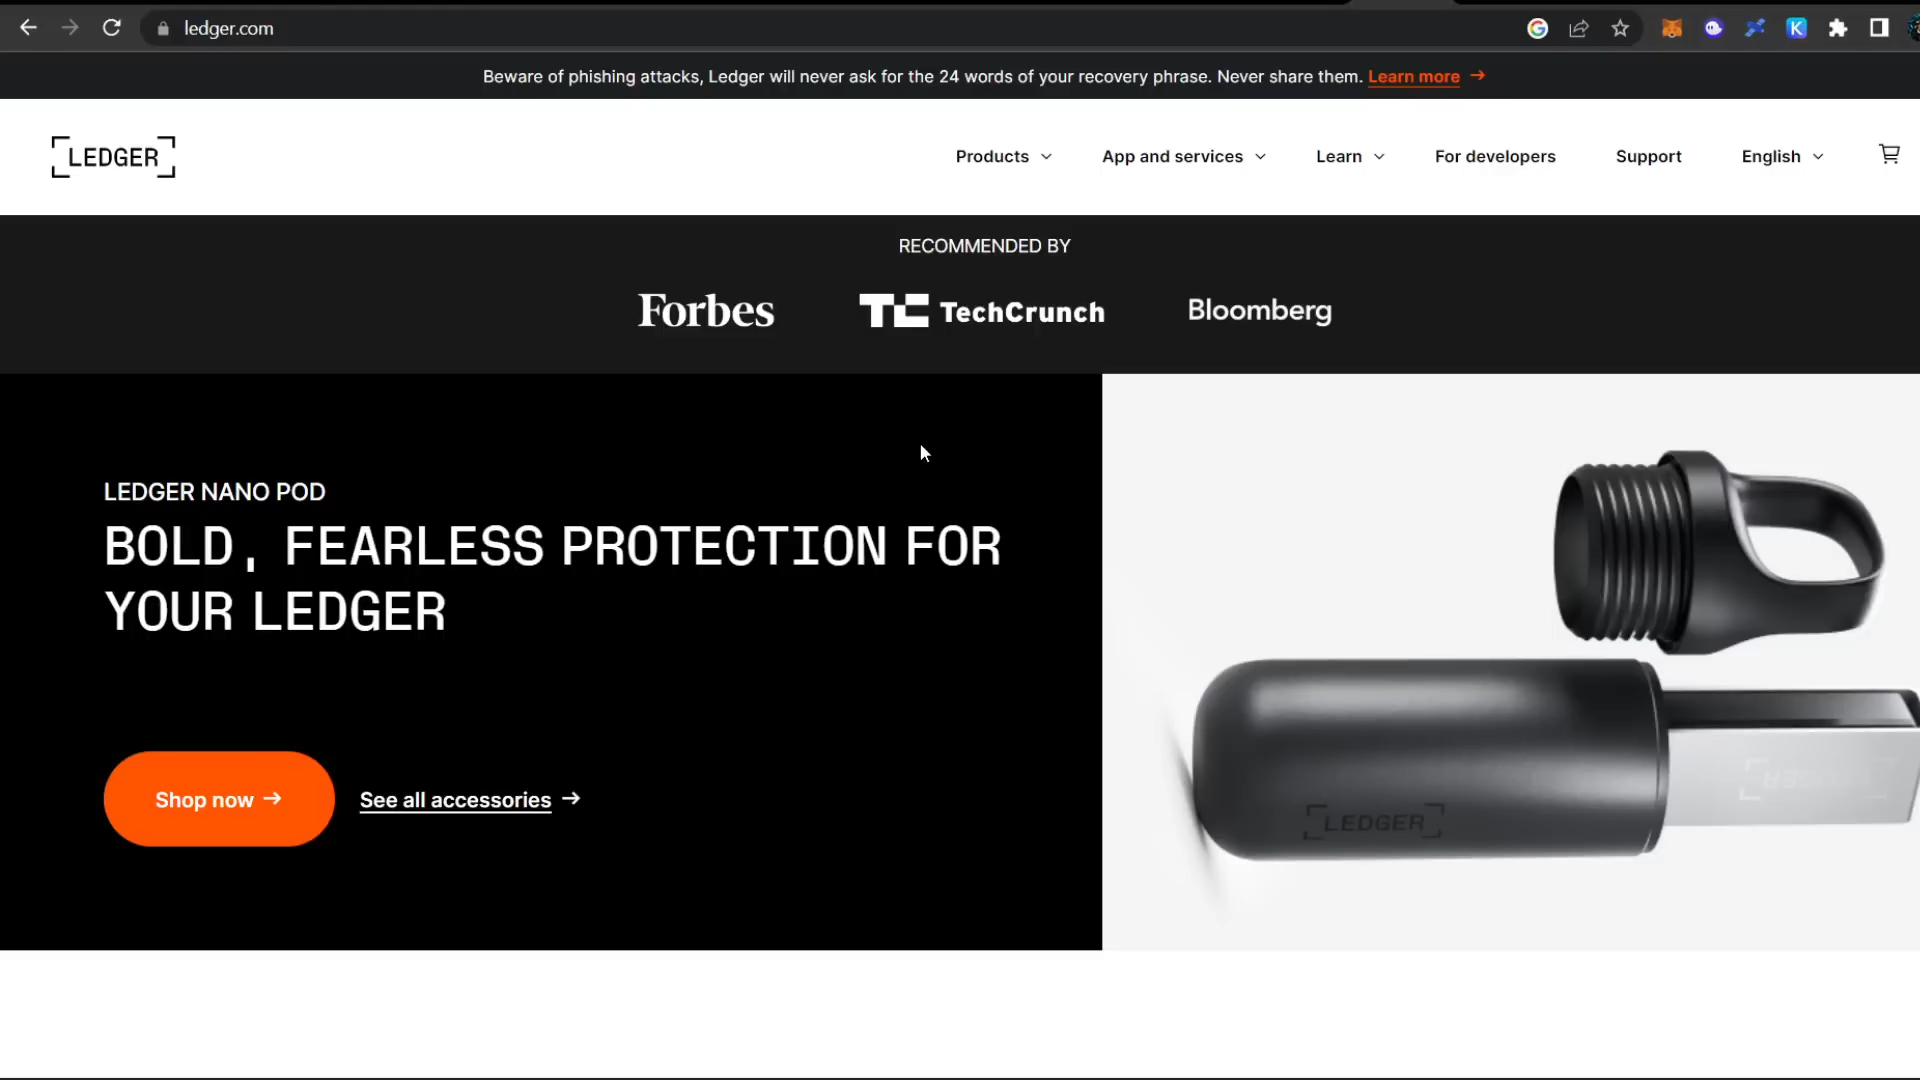 ledger.com
Beware of phishing attacks, Ledger will never ask for the 24 words of your recovery phrase. Never share them. Learn more →
LEDGER
Products
App and services
Learn
For developers
Support
English
RECOMMENDED BY
Forbes
TC TechCrunch
Bloomberg
LEDGER NANO POD
BOLD, FEARLESS PROTECTION FOR
YOUR LEDGER
Shop now →
See all accessories →
LEDGER
LEDGER